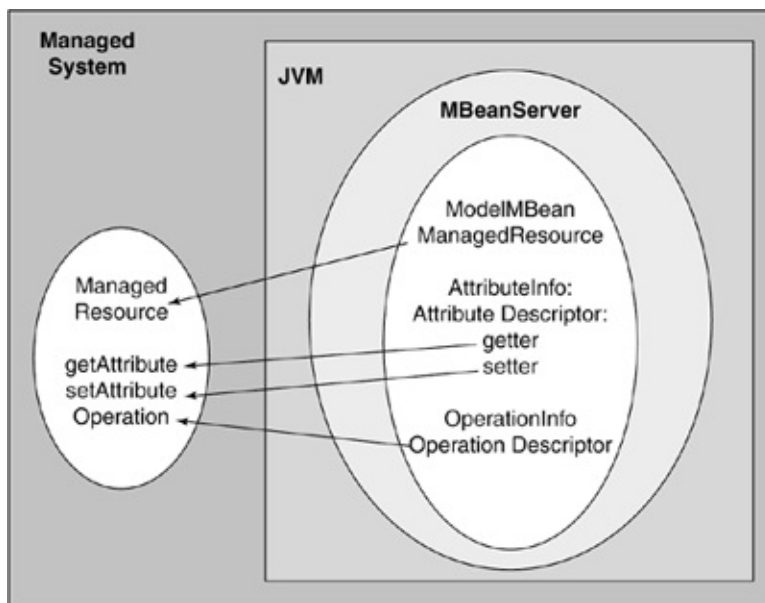 Managed
System
JVM
MBeanServer
ModelMBean
ManagedResource
AttributeInfo:
Attribute Descriptor:
getter
setter
OperationInfo
Operation Descriptor
Managed
Resource
getAttribute
setAttribute
Operation